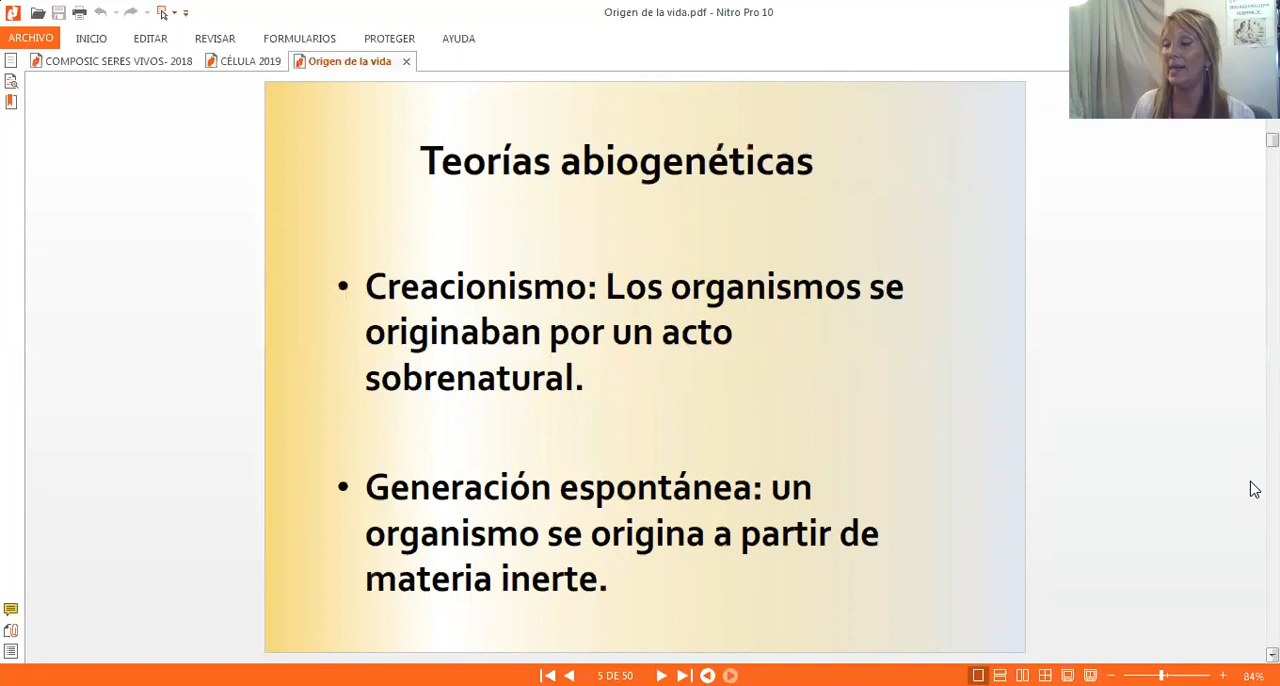 Origen de la vida.pdf - Nitro Pro 10
ARCHIVO INICIO EDITAR REVISAR FORMULARIOS PROTEGER AYUDA
COMPOSIC SERES VIVOS- 2018 CÉLULA 2019 Origen de la vida
Teorías abiogenéticas
• Creacionismo: Los organismos se
originaban por un acto
sobrenatural.
• Generación espontánea: un
organismo se origina a partir de
materia inerte.
5 DE 50
84%